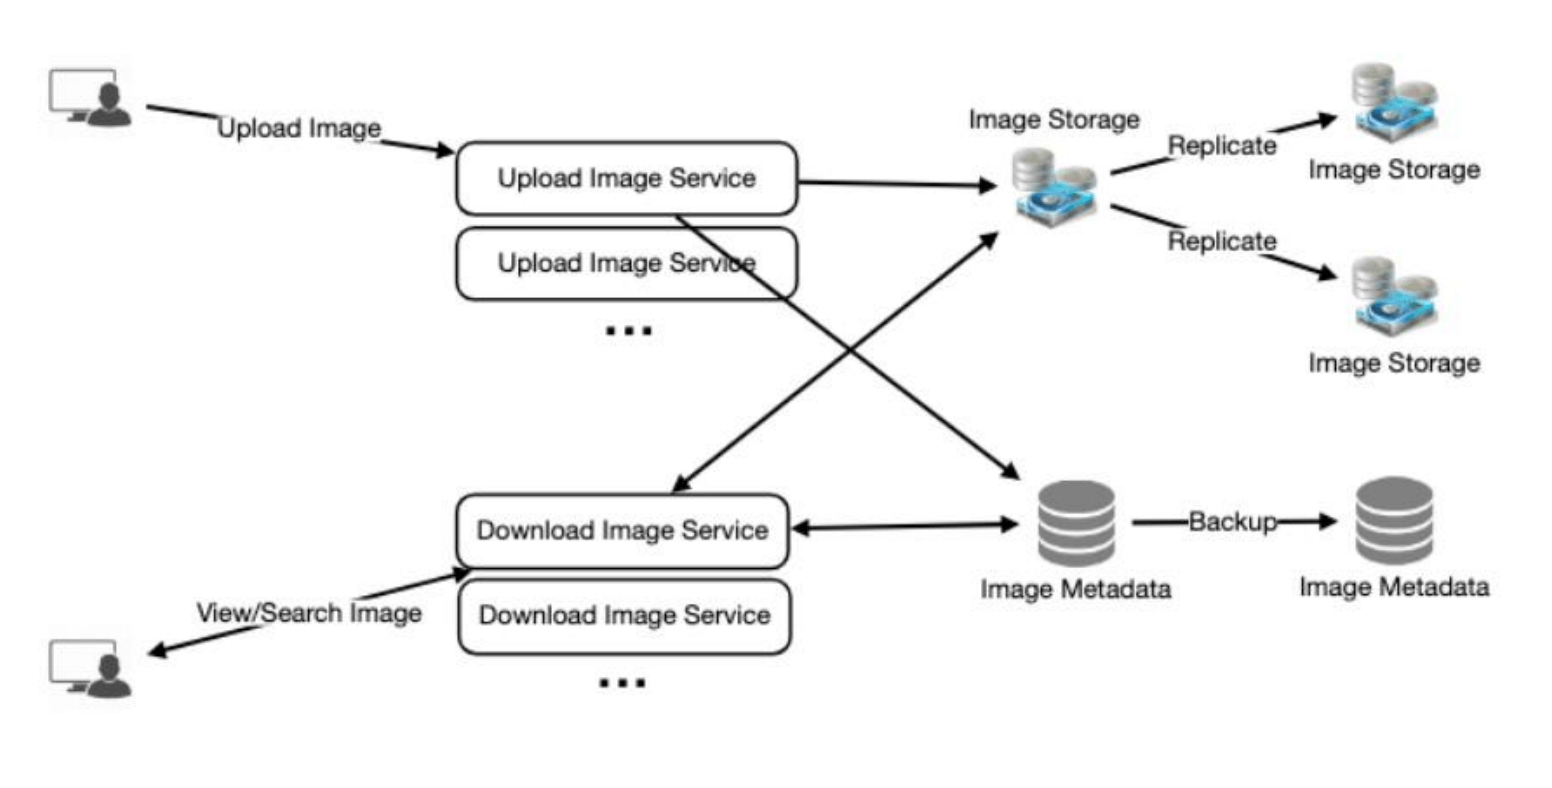 Upload Image
Upload Image Service
Upload Image Service
...
Image Storage
Replicate
Image Storage
Replicate
Image Storage
Download Image Service
Download Image Service
...
View/Search Image
Image Metadata
Backup
Image Metadata